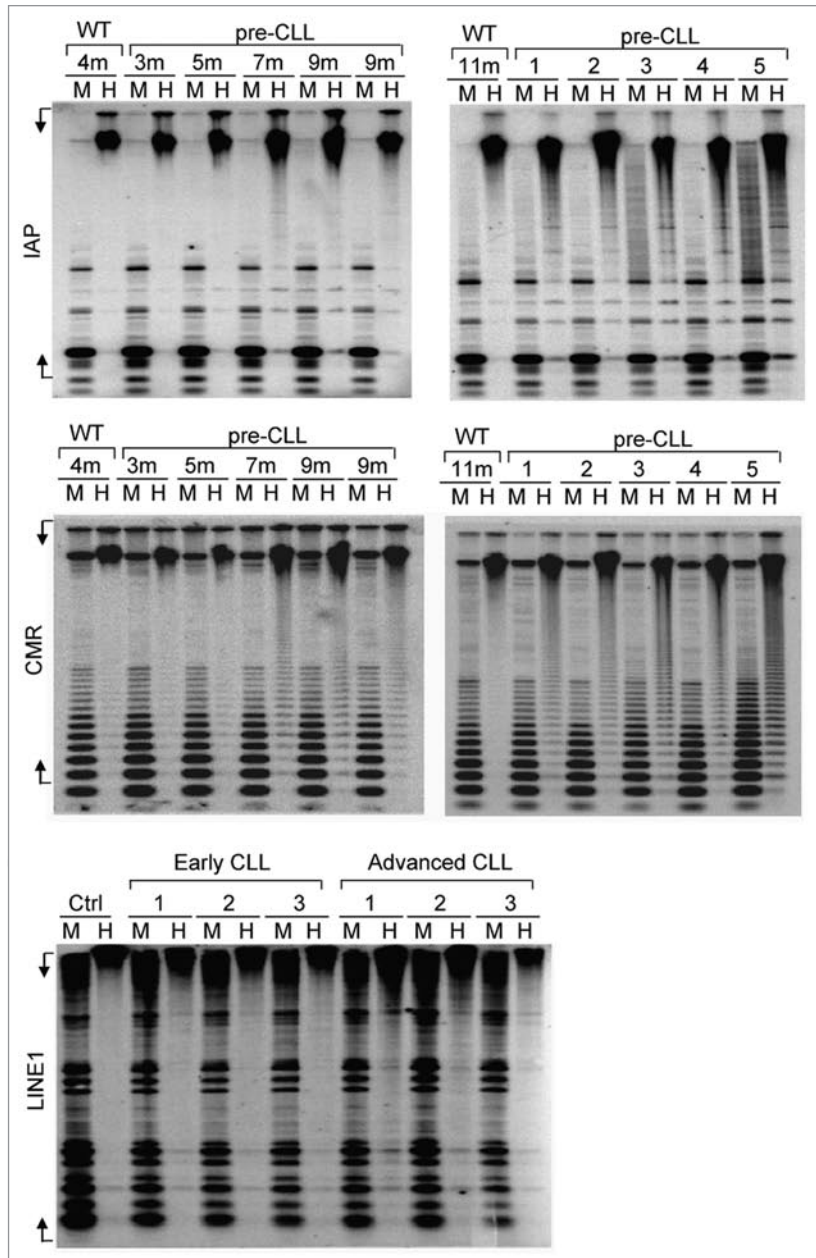 WT pre-CLL
4m 3m 5m 7m 9m 9m
M H M H M H M H M H M H
IAP
WT pre-CLL
11m 1 2 3 4 5
M H M H M H M H M H M H
WT pre-CLL
4m 3m 5m 7m 9m 9m
M H M H M H M H M H M H
CMR
WT pre-CLL
11m 1 2 3 4 5
M H M H M H M H M H M H
Early CLL Advanced CLL
Ctrl 1 2 3 1 2 3
M H M H M H M H M H M H M H
LINE1